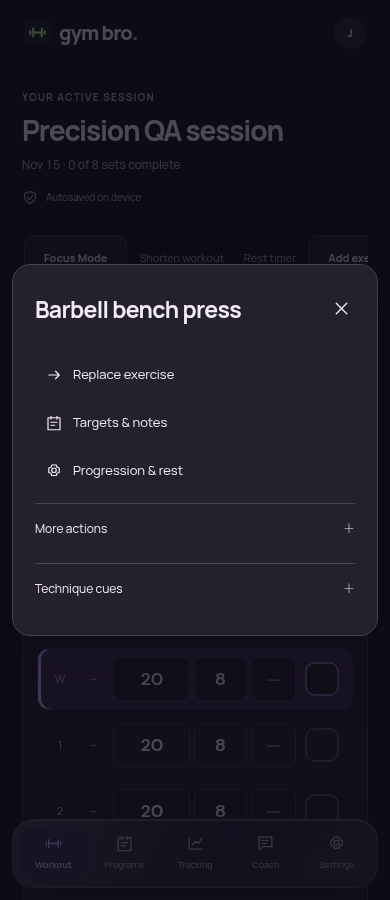 gym bro.
J
YOUR ACTIVE SESSION
Precision QA session
Nov 15 · 0 of 8 sets complete
Autosaved on device
Focus Mode Shorten workout Rest timer Add exe
Barbell bench press
Replace exercise
Targets & notes
Progression & rest
More actions +
Technique cues +
W – 20 8 —
1 – 20 8 —
2 – 20 8 —
Workout Programs Tracking Coach Settings